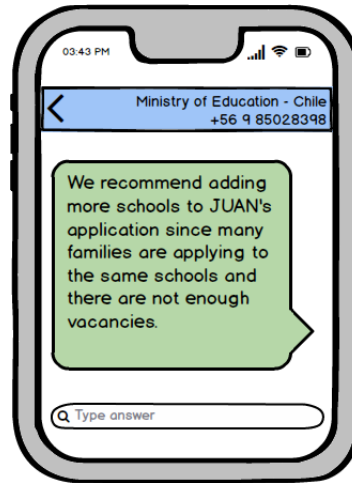 03:43 PM
Ministry of Education - Chile
+56 9 85028398
We recommend adding
more schools to JUAN's
application since many
families are applying to
the same schools and
there are not enough
vacancies.
Type answer